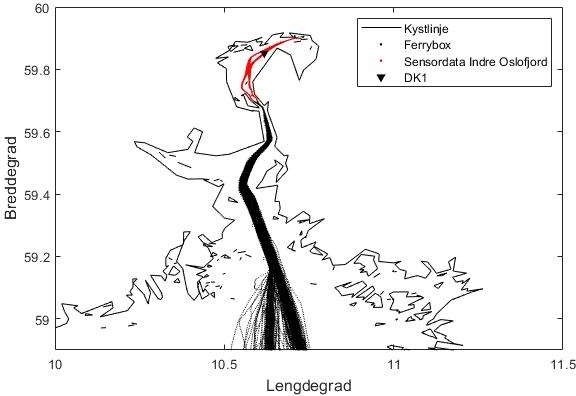 60
59.8
59.6
59.4
59.2
59
Breddegrad
Kystlinje
Ferrybox
Sensordata Indre Oslofjord
DK1
10
10.5
11
11.5
Lengdegrad